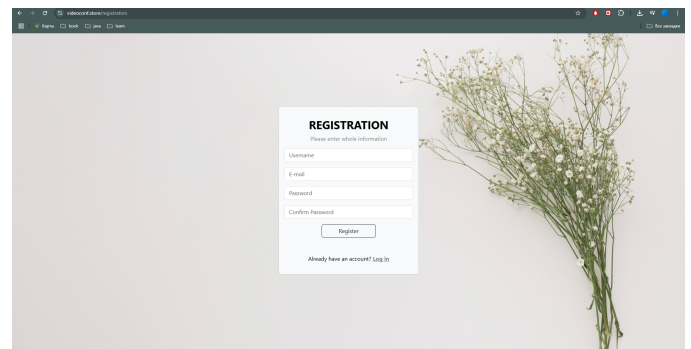 videoconf.store/registration
Карты
book
java
learn
Все закладки
REGISTRATION
Please enter whole information
Username
E-mail
Password
Confirm Password
Register
Already have an account? Log in